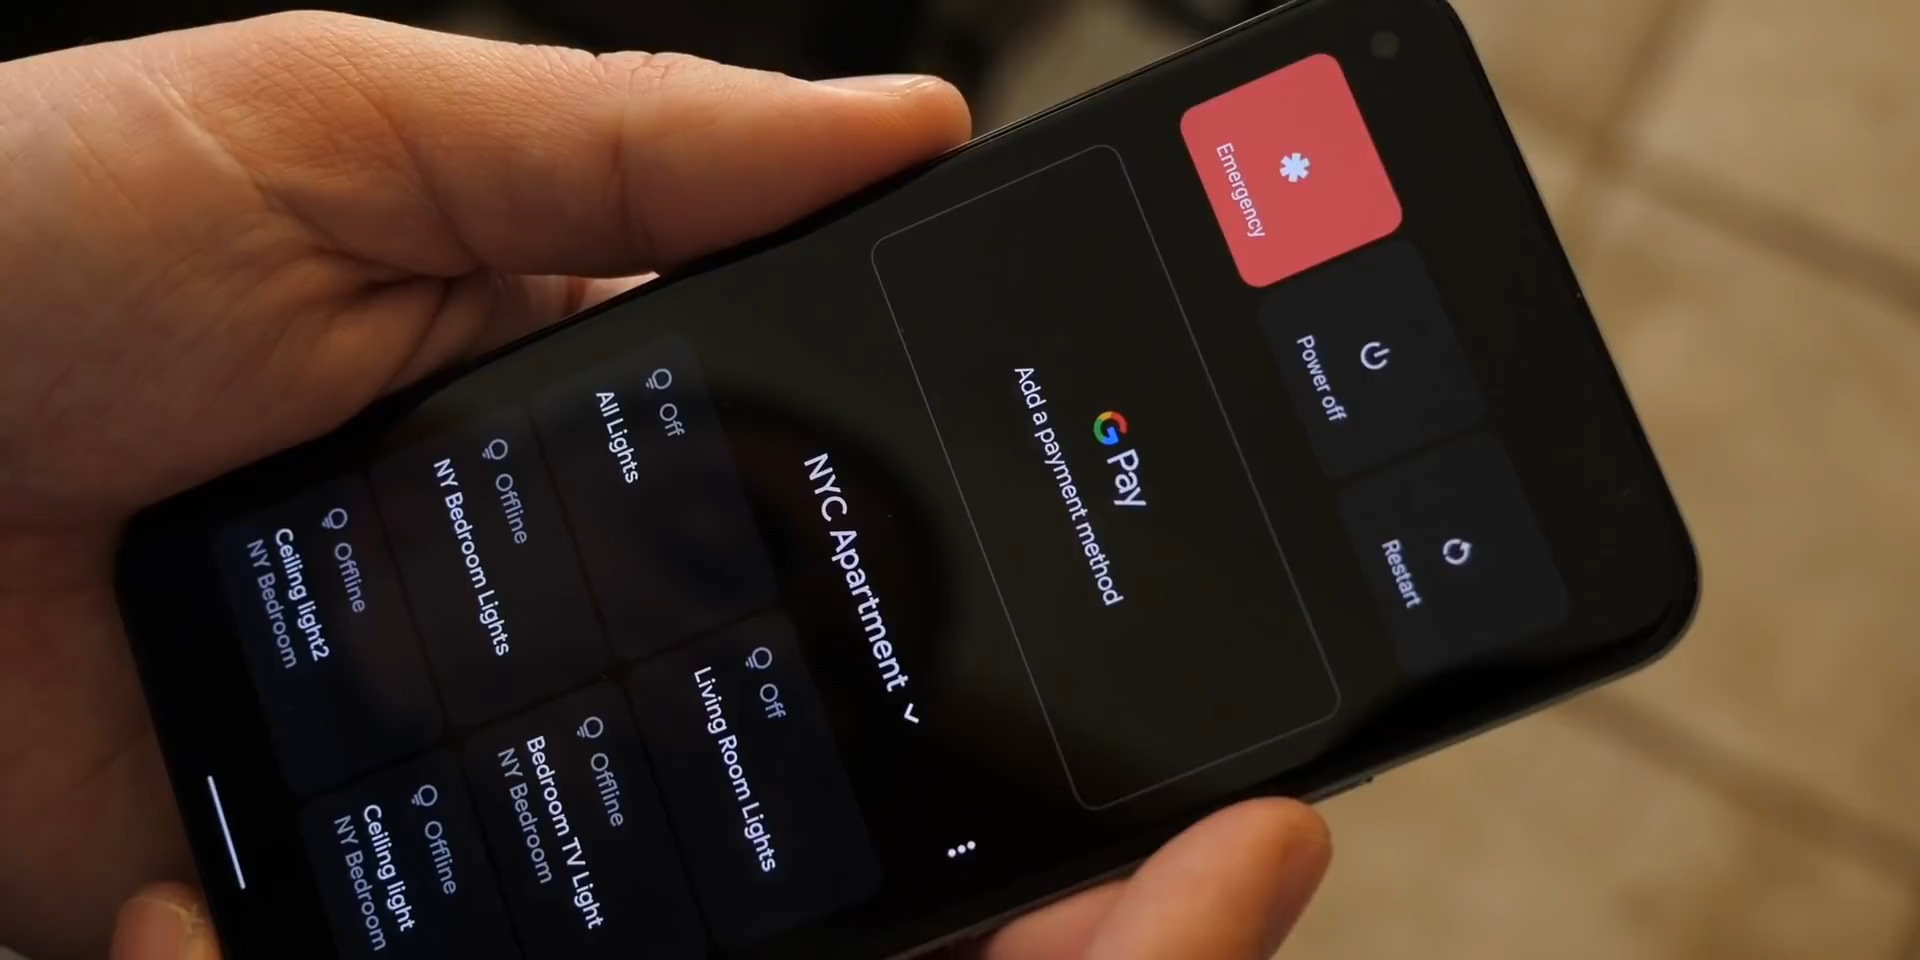 Emergency
Power off
Restart
G Pay
Add a payment method
NYC Apartment
Off
All Lights
Off
Living Room Lights
Offline
NY Bedroom Lights
Offline
Bedroom TV Light
NY Bedroom
Offline
Ceiling light2
NY Bedroom
Offline
Ceiling light
NY Bedroom